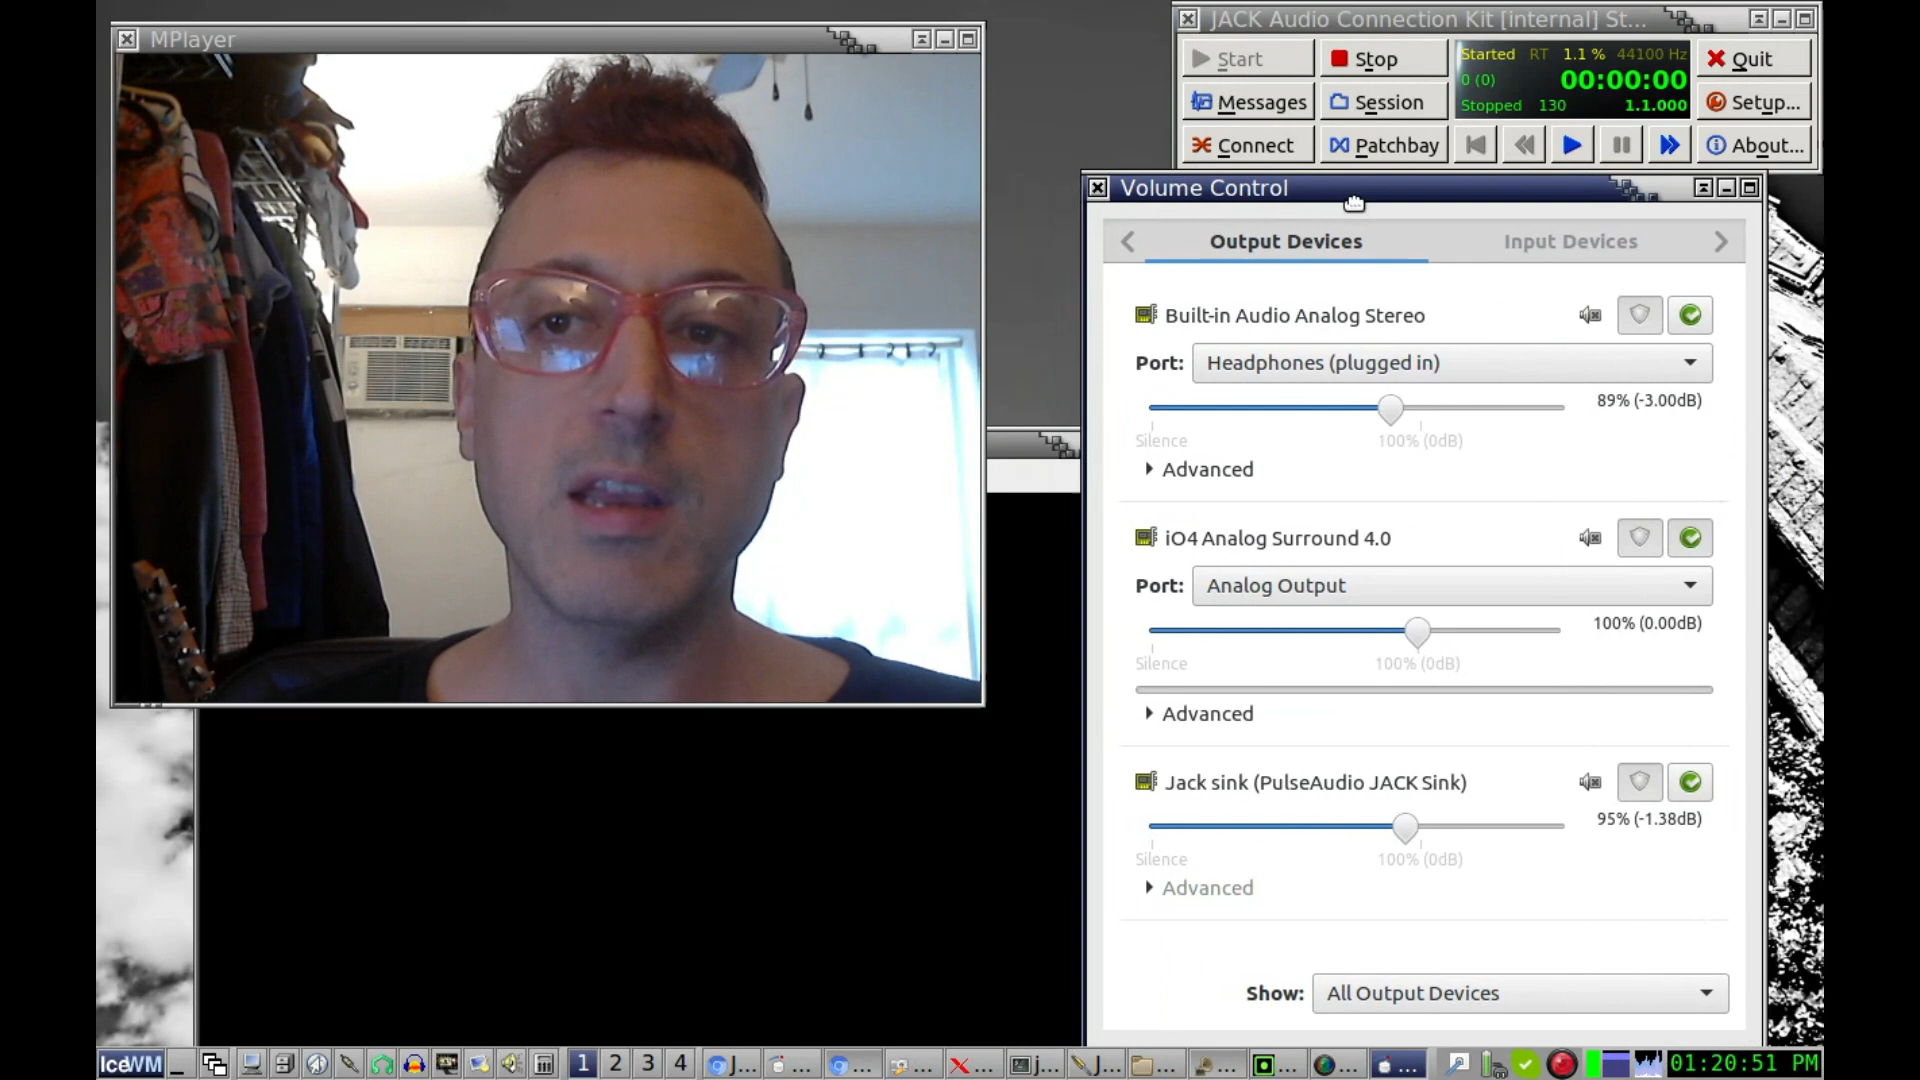 MPlayer
JACK Audio Connection Kit [internal] St...
Start
Stop
Started RT 1.1 % 44100 Hz
0 (0) 00:00:00
Stopped 130 1.1.000
Quit
Messages
Session
Setup...
Connect
Patchbay
About...
Volume Control
Output Devices
Input Devices
Built-in Audio Analog Stereo
Port: Headphones (plugged in)
89% (-3.00dB)
Silence 100% (0dB)
Advanced
iO4 Analog Surround 4.0
Port: Analog Output
100% (0.00dB)
Silence 100% (0dB)
Advanced
Jack sink (PulseAudio JACK Sink)
95% (-1.38dB)
Silence 100% (0dB)
Advanced
Show: All Output Devices
IceWM 1 2 3 4 J... ... ... ... ... j... J... ... ... ... ... ... 01:20:51 PM